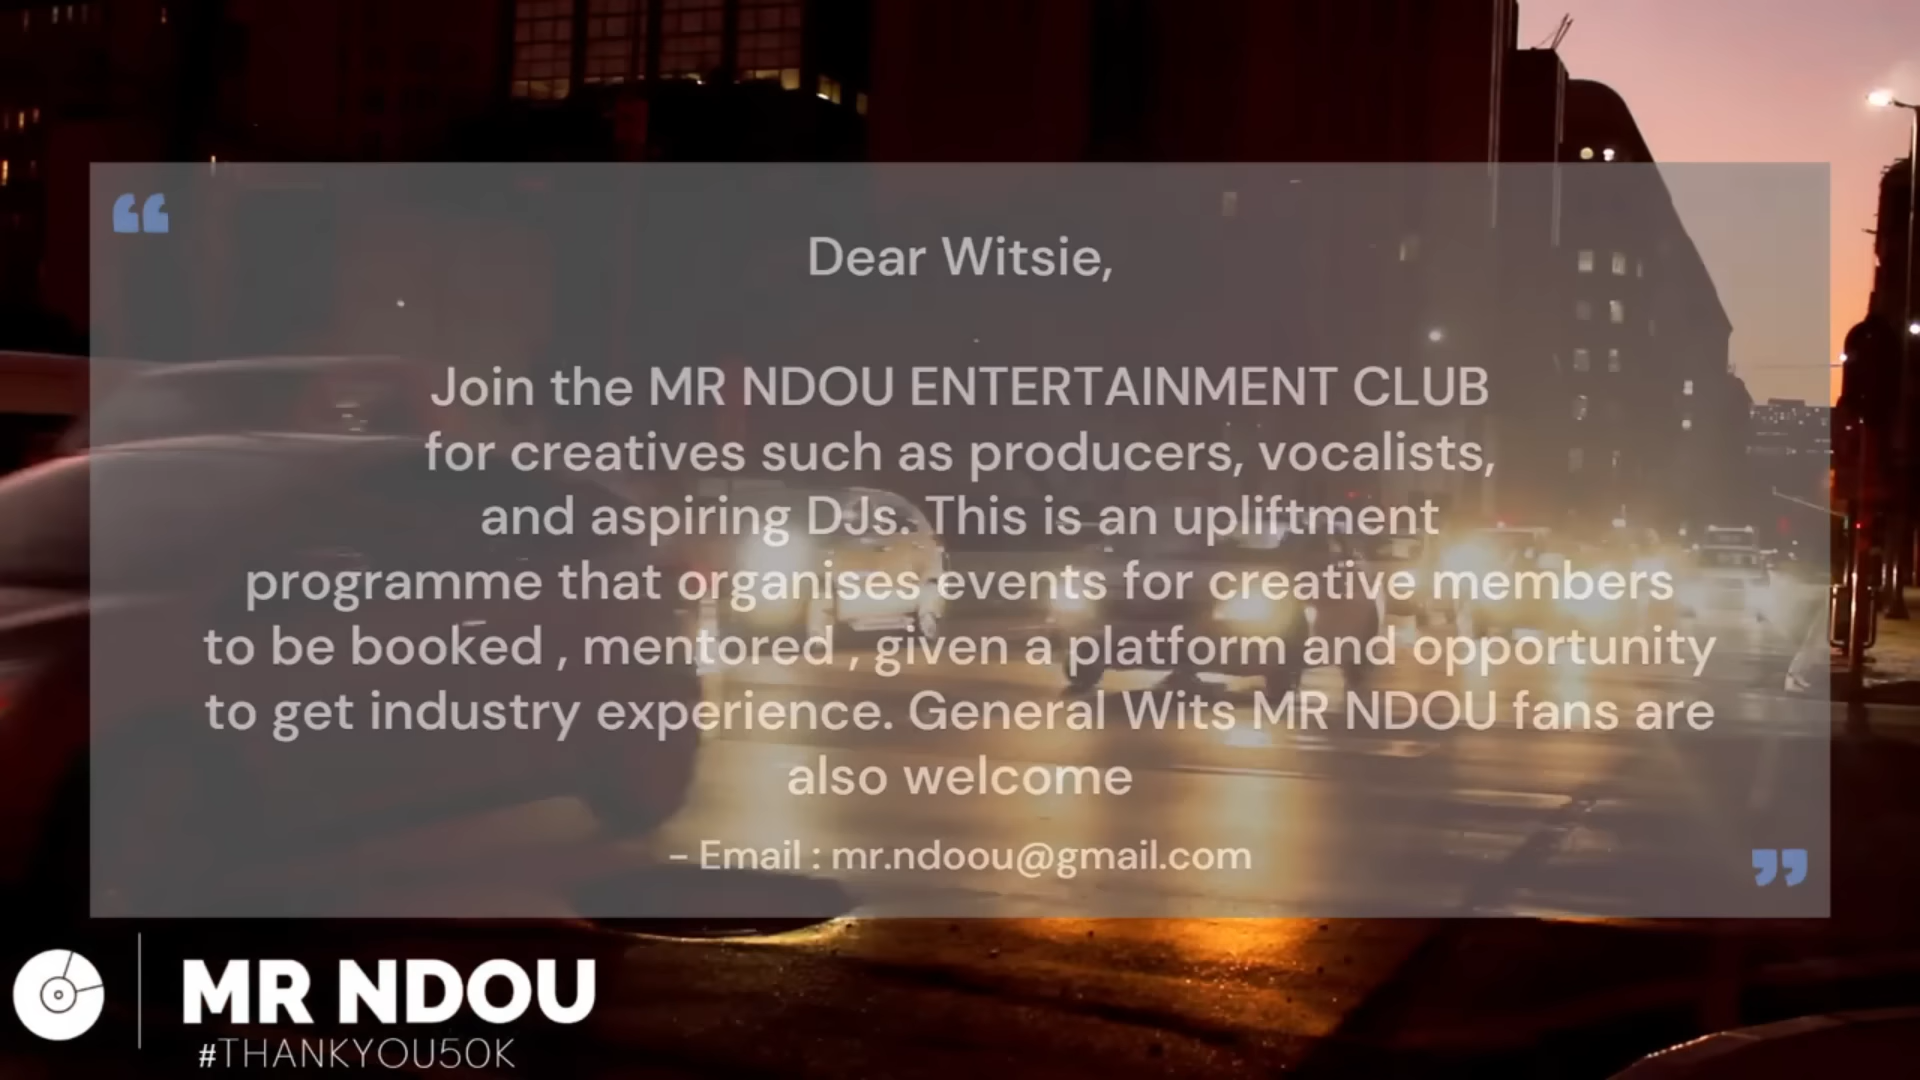 “
Dear Witsie,
Join the MR NDOU ENTERTAINMENT CLUB
for creatives such as producers, vocalists,
and aspiring DJs. This is an upliftment
programme that organises events for creative members
to be booked , mentored , given a platform and opportunity
to get industry experience. General Wits MR NDOU fans are
also welcome
- Email : mr.ndoou@gmail.com
”
MR NDOU
#THANKYOU50K